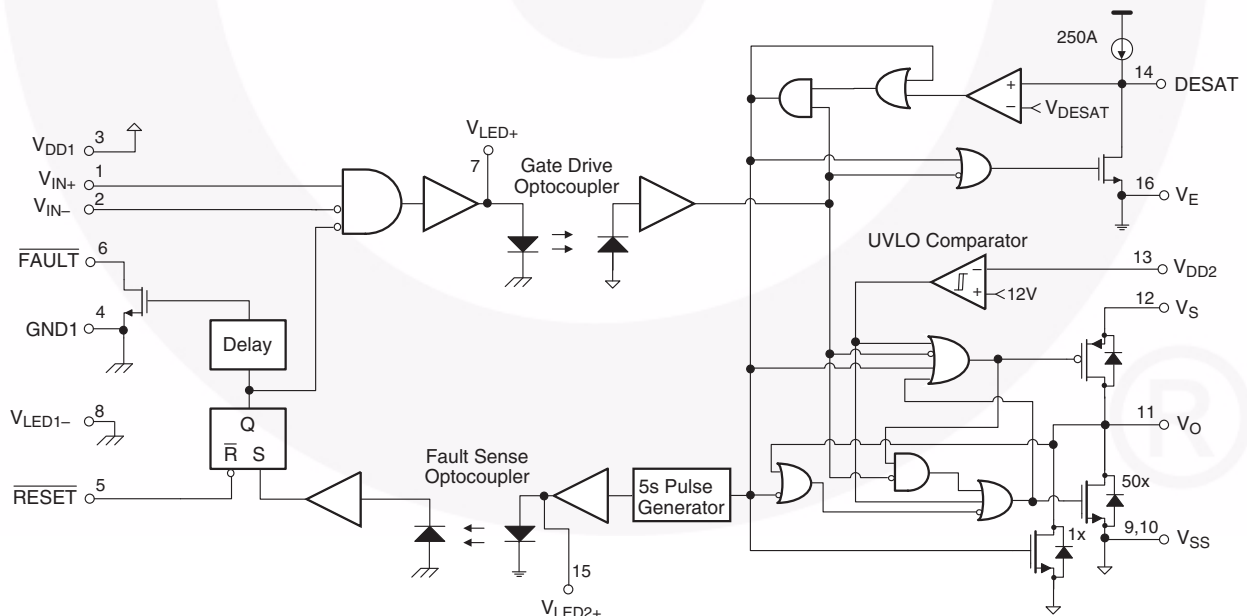 250A
14
DESAT
+
−
V_DESAT
V_DD1
3
V_IN+
1
V_IN−
2
V_LED+
7
Gate Drive
Optocoupler
16
V_E
FAULT
6
UVLO Comparator
−
+
12V
13
V_DD2
12
V_S
GND1
4
Delay
V_LED1−
8
Q
R S
11
V_O
Fault Sense
Optocoupler
RESET
5
5s Pulse
Generator
50x
1x
9,10
V_SS
15
V_LED2+
®